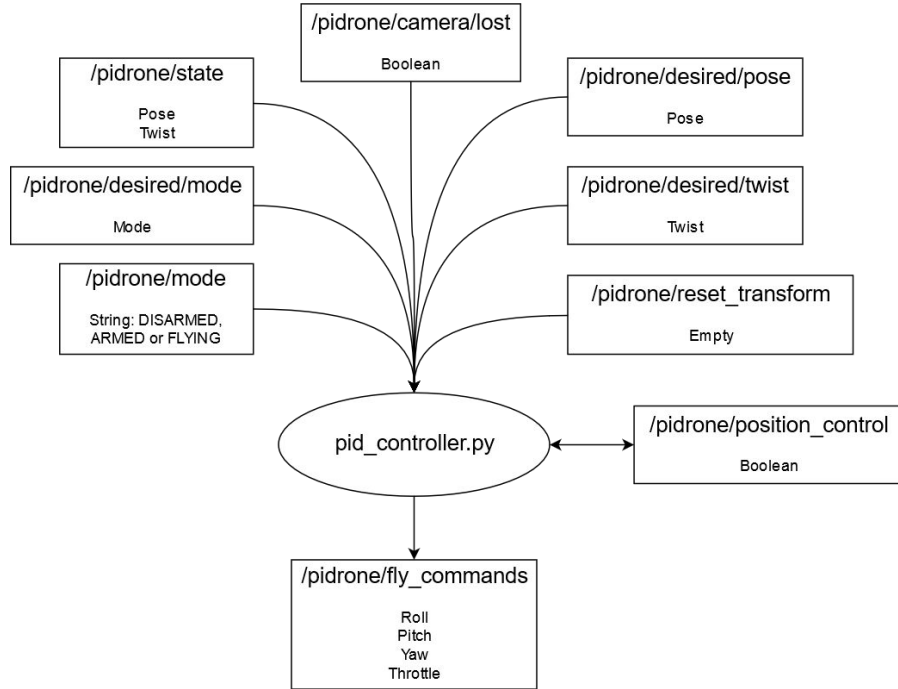 /pidrone/camera/lost
Boolean
/pidrone/state
Pose
Twist
/pidrone/desired/pose
Pose
/pidrone/desired/mode
Mode
/pidrone/desired/twist
Twist
/pidrone/mode
String: DISARMED,
ARMED or FLYING
/pidrone/reset_transform
Empty
pid_controller.py
/pidrone/position_control
Boolean
/pidrone/fly_commands
Roll
Pitch
Yaw
Throttle